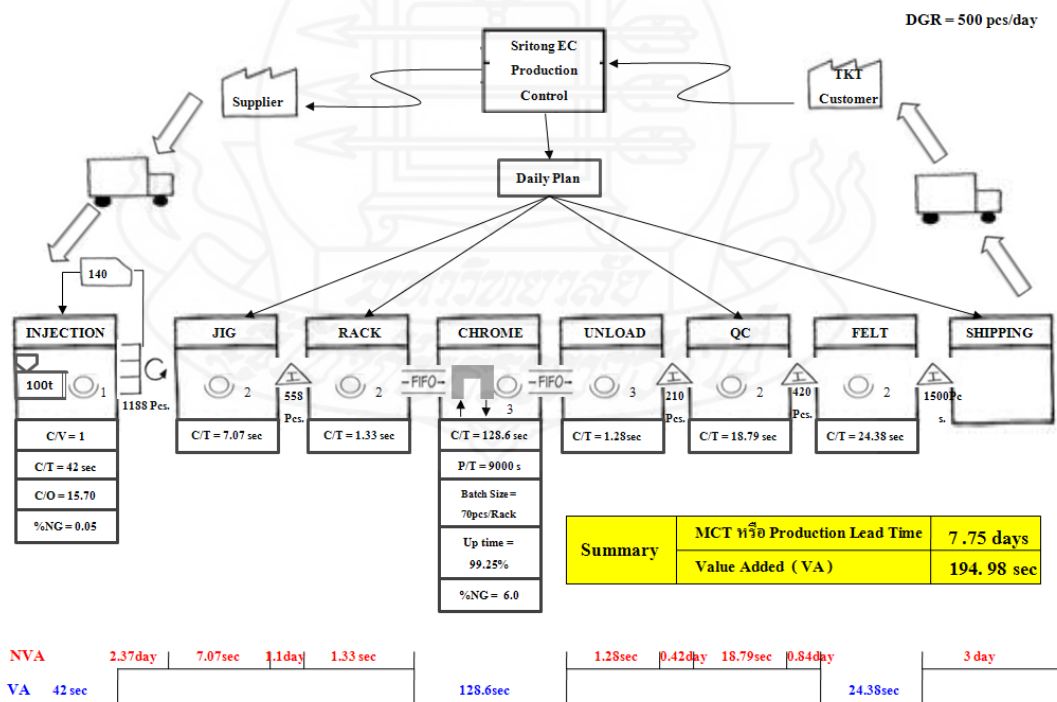 DGR = 500 pcs/day
Sritong EC
Production
Control
Supplier
TKT
Customer
Daily Plan
140
INJECTION
JIG
RACK
CHROME
UNLOAD
QC
FELT
SHIPPING
100t
1
1188 Pcs.
2
I
558
Pcs.
2
FIFO
3
FIFO
3
I
210
Pcs.
2
I
420
Pcs.
2
I
1500Pc
s.
C/V = 1
C/T = 42 sec
C/O = 15.70
%NG = 0.05
C/T = 7.07 sec
C/T = 1.33 sec
C/T = 128.6 sec
P/T = 9000 s
Batch Size =
70pcs/Rack
Up time =
99.25%
%NG = 6.0
C/T = 1.28sec
C/T = 18.79 sec
C/T = 24.38 sec
Summary
MCT หรือ Production Lead Time
7 .75 days
Value Added ( VA )
194. 98 sec
NVA 2.37day 7.07sec 1.1day 1.33 sec 1.28sec 0.42day 18.79sec 0.84day 3 day
VA 42 sec 128.6sec 24.38sec